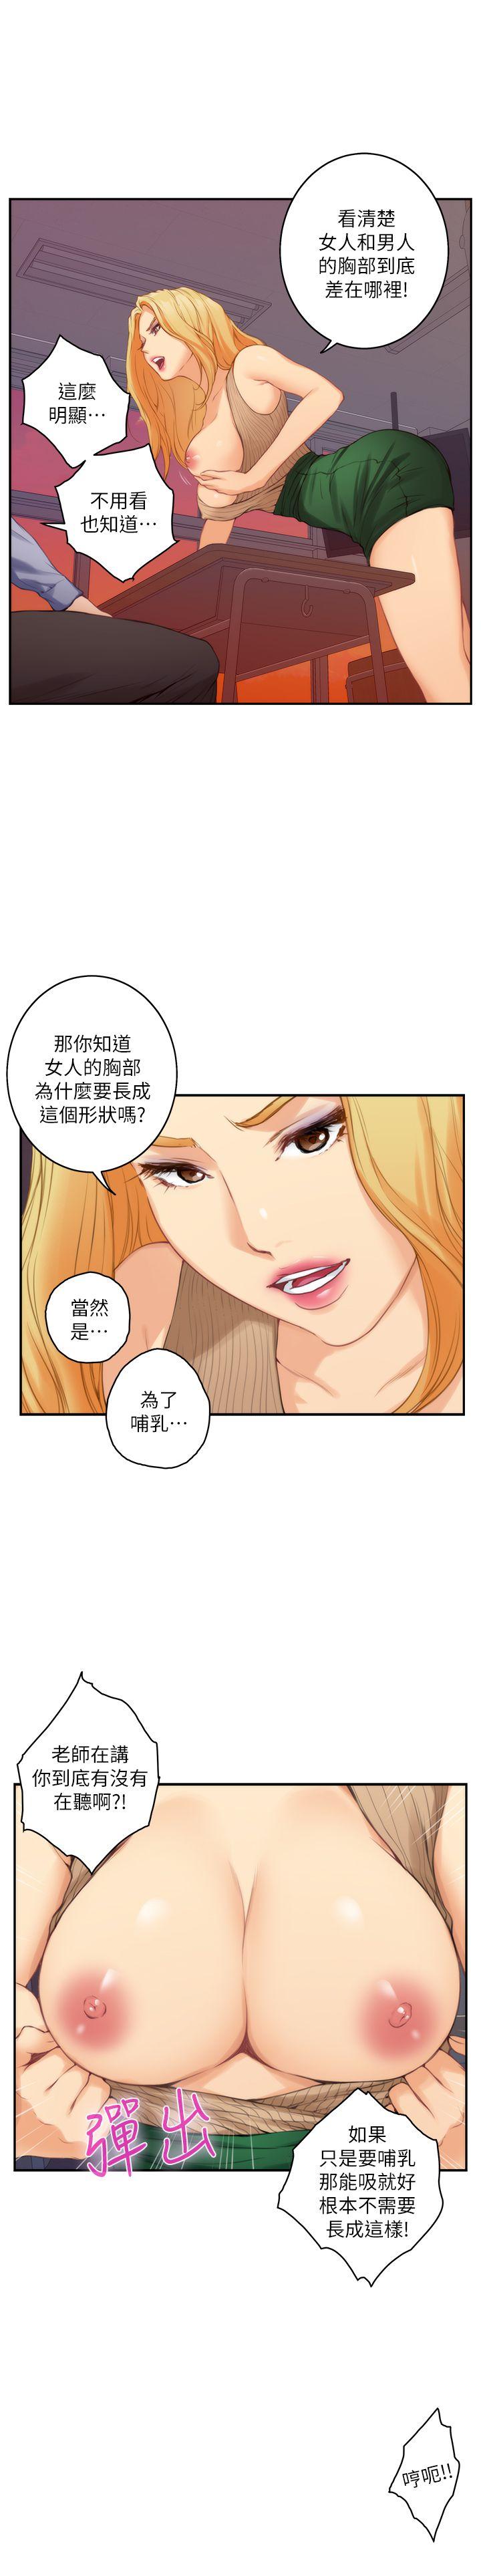 看清楚
女人和男人
的胸部到底
差在哪裡!
這麼
明顯…
不用看
也知道…
那你知道
女人的胸部
為什麼要長成
這個形狀嗎?
當然
是…
為了
哺乳…
老師在講
你到底有沒有
在聽啊?!
彈出
如果
只是要哺乳
那能吸就好
根本不需要
長成這樣!
哼呃!!